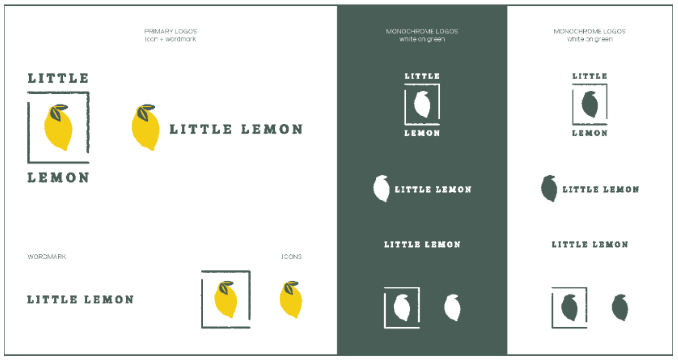 PRIMARY LOGOS
icon + wordmark
LITTLE
LEMON
LITTLE LEMON
WORDMARK
ICONS
LITTLE LEMON
MONOCHROME LOGOS
white on green
LITTLE
LEMON
LITTLE LEMON
LITTLE LEMON
MONOCHROME LOGOS
white on green
LITTLE
LEMON
LITTLE LEMON
LITTLE LEMON